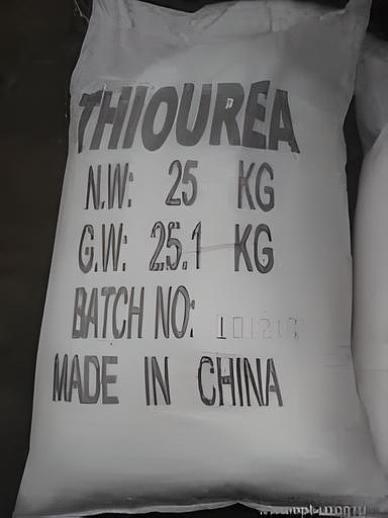 THIOUREA
N.W: 25 KG
G.W: 25.1 KG
BATCH NO:
MADE IN CHINA